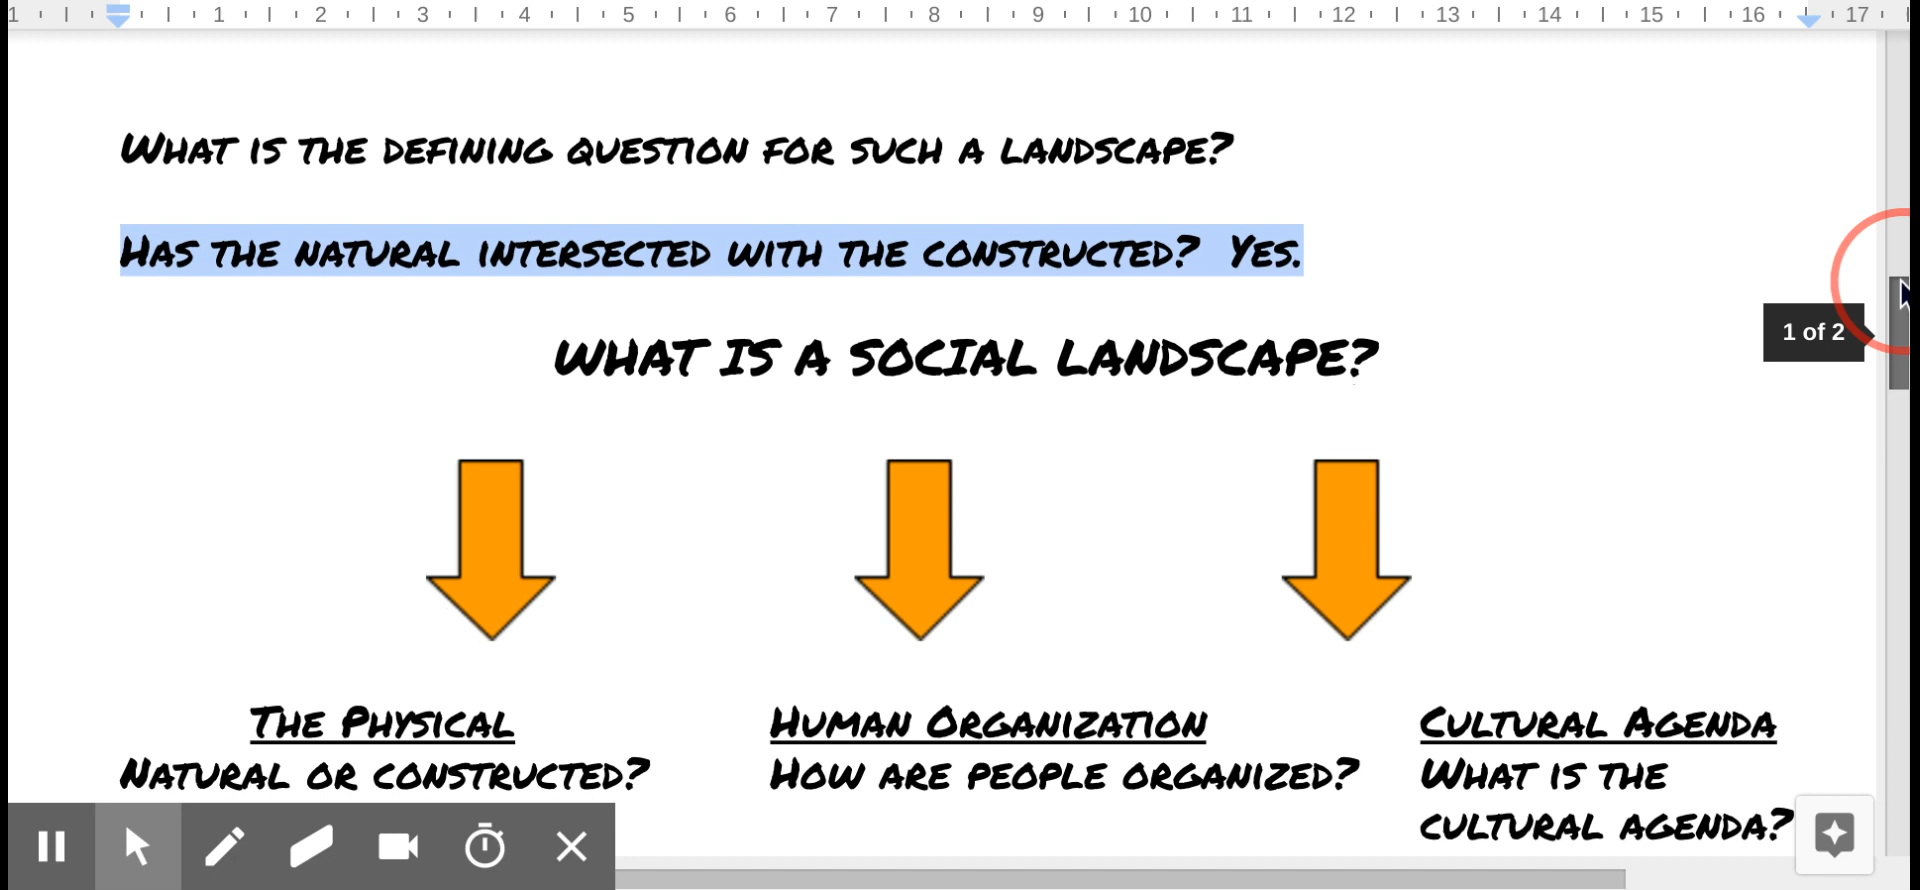 1 1 2 3 4 5 6 7 8 9 10 11 12 13 14 15 16 17
What is the defining question for such a landscape?
Has the natural intersected with the constructed?  Yes.
1 of 2
WHAT IS A SOCIAL LANDSCAPE?
The Physical
Natural or constructed?
Human Organization
How are people organized?
Cultural Agenda
What is the
cultural agenda?